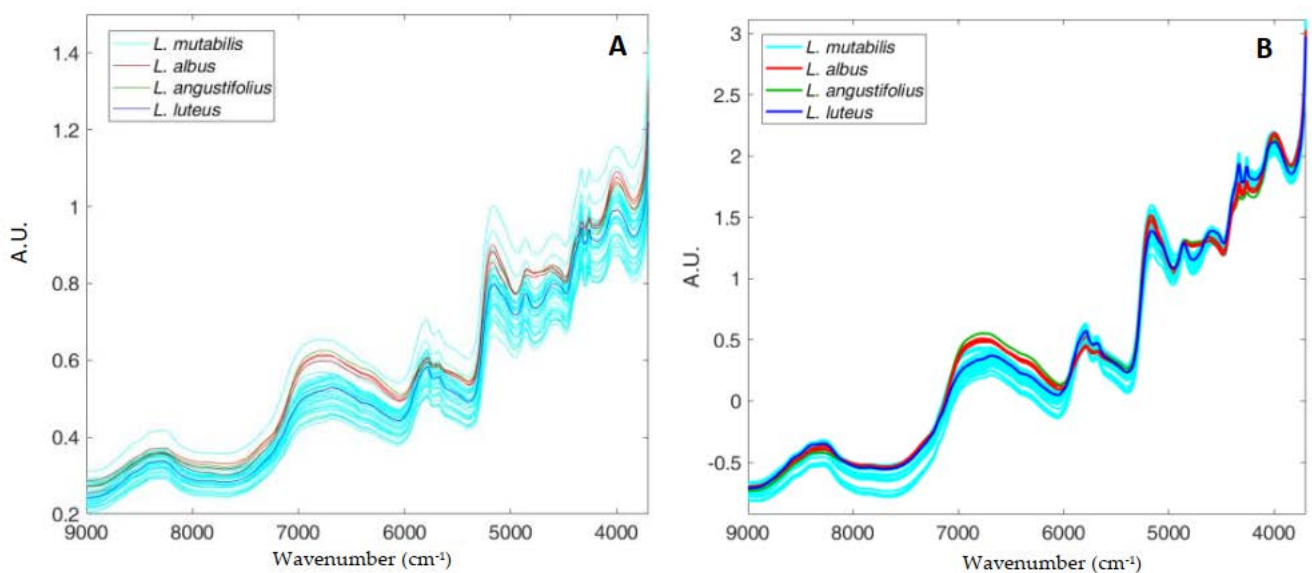 A
L. mutabilis
L. albus
L. angustifolius
L. luteus
1.4
1.2
1
0.8
0.6
0.4
0.2
A.U.
9000 8000 7000 6000 5000 4000
Wavenumber (cm⁻¹)
B
L. mutabilis
L. albus
L. angustifolius
L. luteus
3
2.5
2
1.5
1
0.5
0
-0.5
A.U.
9000 8000 7000 6000 5000 4000
Wavenumber (cm⁻¹)